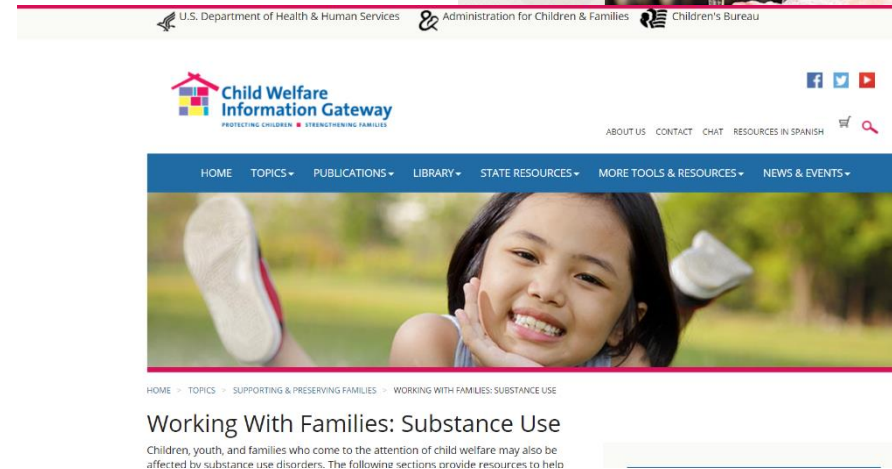 U.S. Department of Health & Human Services Administration for Children & Families Children's Bureau
Child Welfare
Information Gateway
PROTECTING CHILDREN ■ STRENGTHENING FAMILIES
ABOUT US CONTACT CHAT RESOURCES IN SPANISH
HOME TOPICS PUBLICATIONS LIBRARY STATE RESOURCES MORE TOOLS & RESOURCES NEWS & EVENTS
HOME > TOPICS > SUPPORTING & PRESERVING FAMILIES > WORKING WITH FAMILIES: SUBSTANCE USE
Working With Families: Substance Use
Children, youth, and families who come to the attention of child welfare may also be
affected by substance use disorders. The following sections provide resources to help